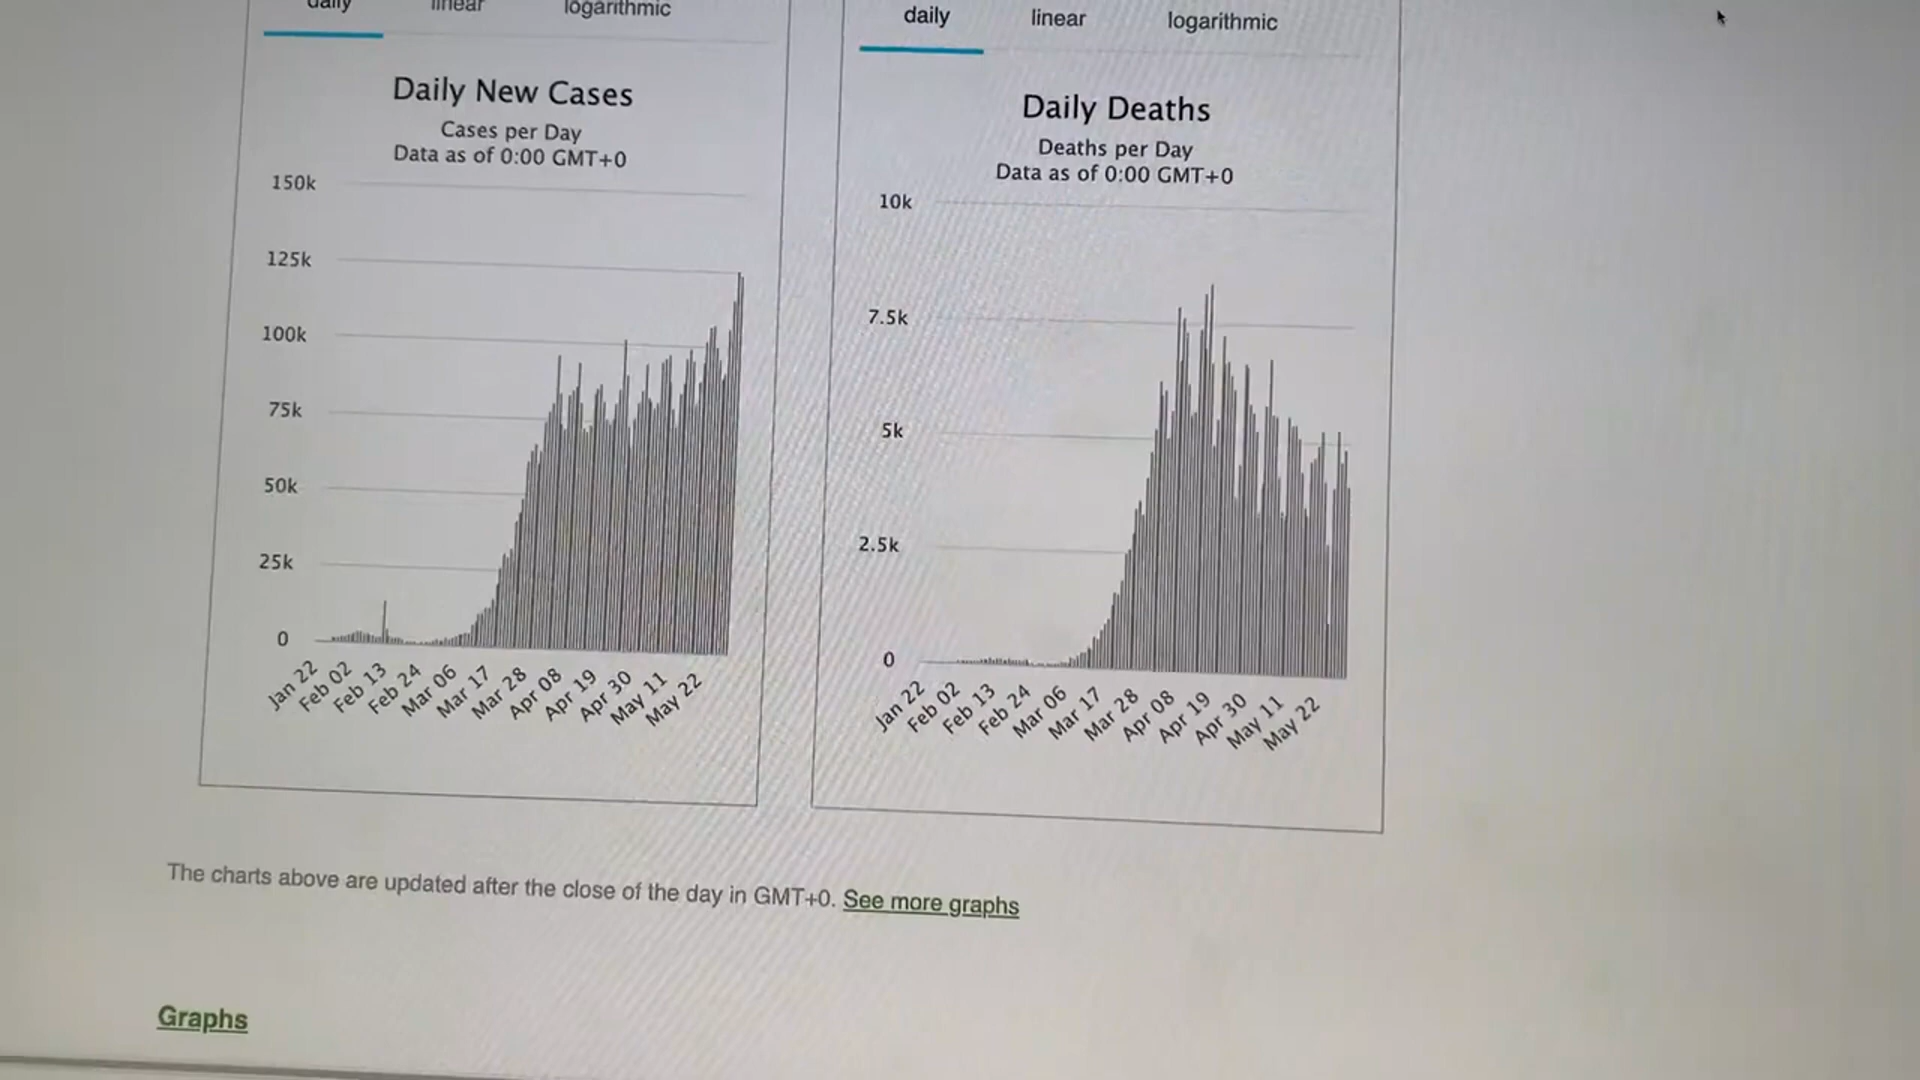 daily linear logarithmic
Daily New Cases
Cases per Day
Data as of 0:00 GMT+0
150k
125k
100k
75k
50k
25k
0
Jan 22
Feb 02
Feb 13
Feb 24
Mar 06
Mar 17
Mar 28
Apr 08
Apr 19
Apr 30
May 11
May 22
daily linear logarithmic
Daily Deaths
Deaths per Day
Data as of 0:00 GMT+0
10k
7.5k
5k
2.5k
0
Jan 22
Feb 02
Feb 13
Feb 24
Mar 06
Mar 17
Mar 28
Apr 08
Apr 19
Apr 30
May 11
May 22
The charts above are updated after the close of the day in GMT+0. See more graphs
Graphs